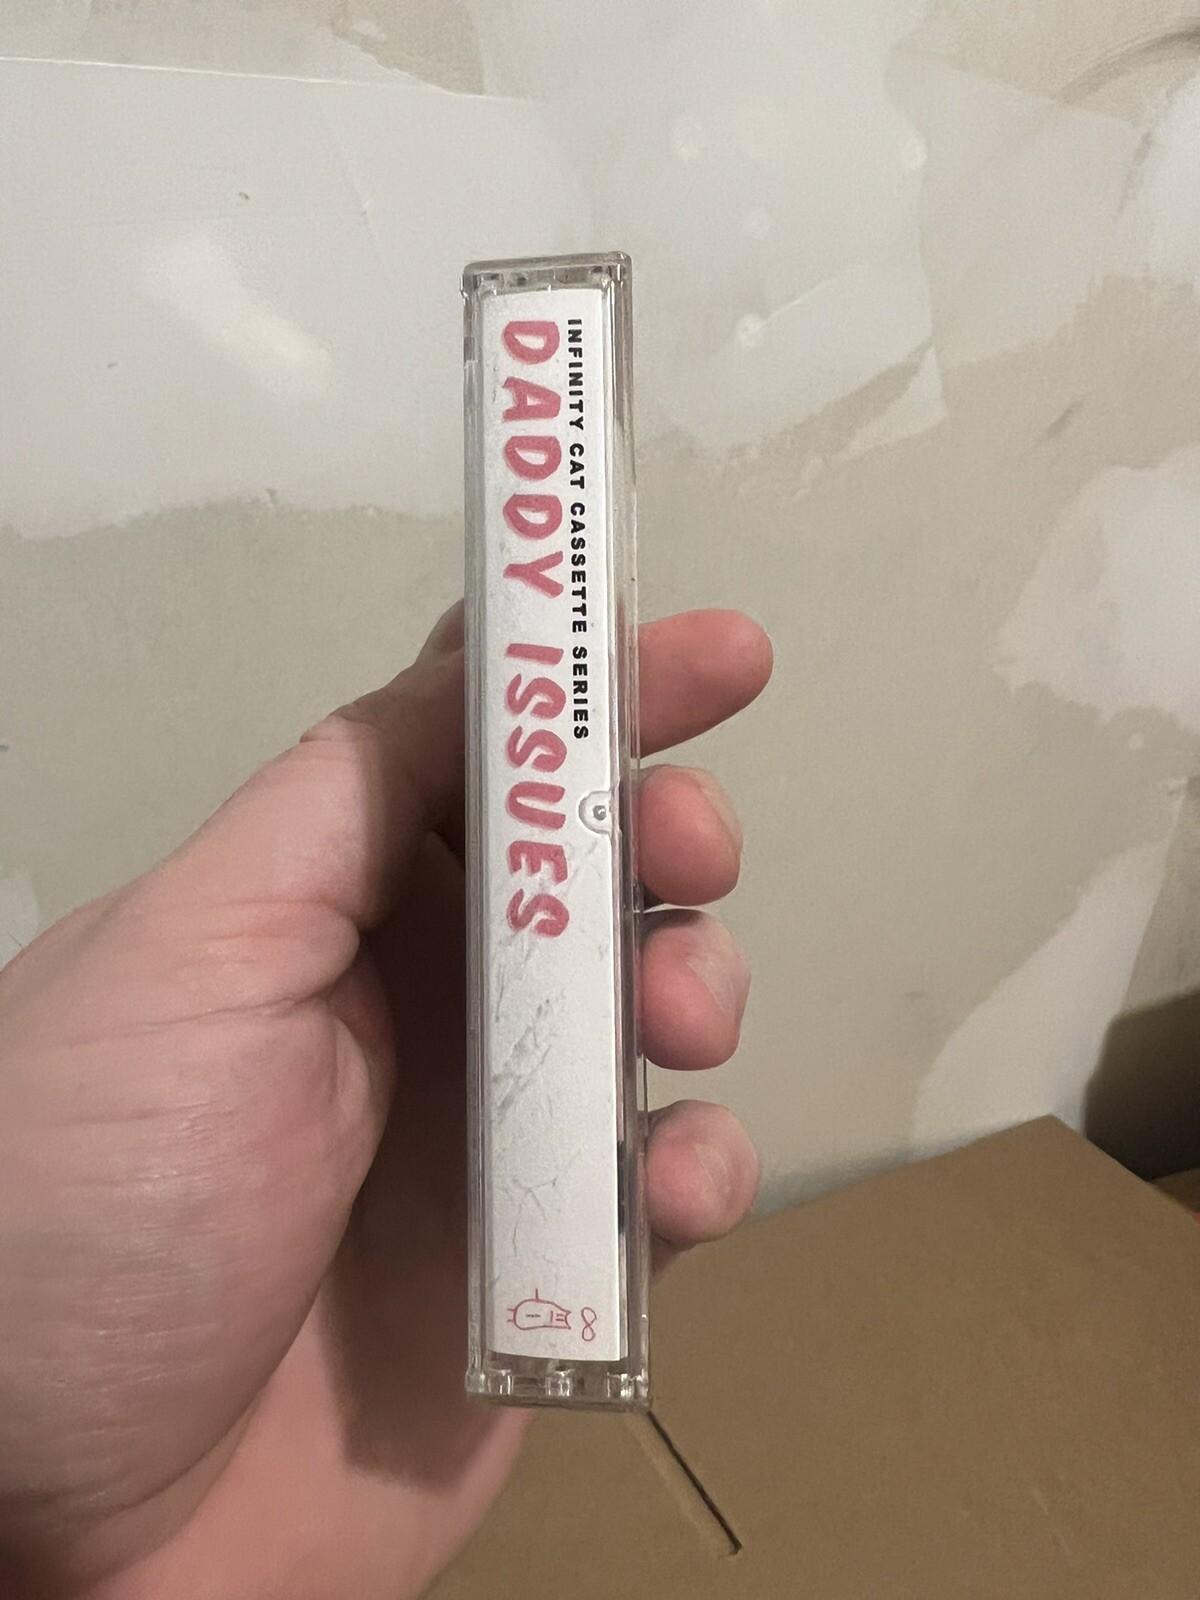 INFINITY CAT CASSETTE SERIES
DADDY ISSUES
∞